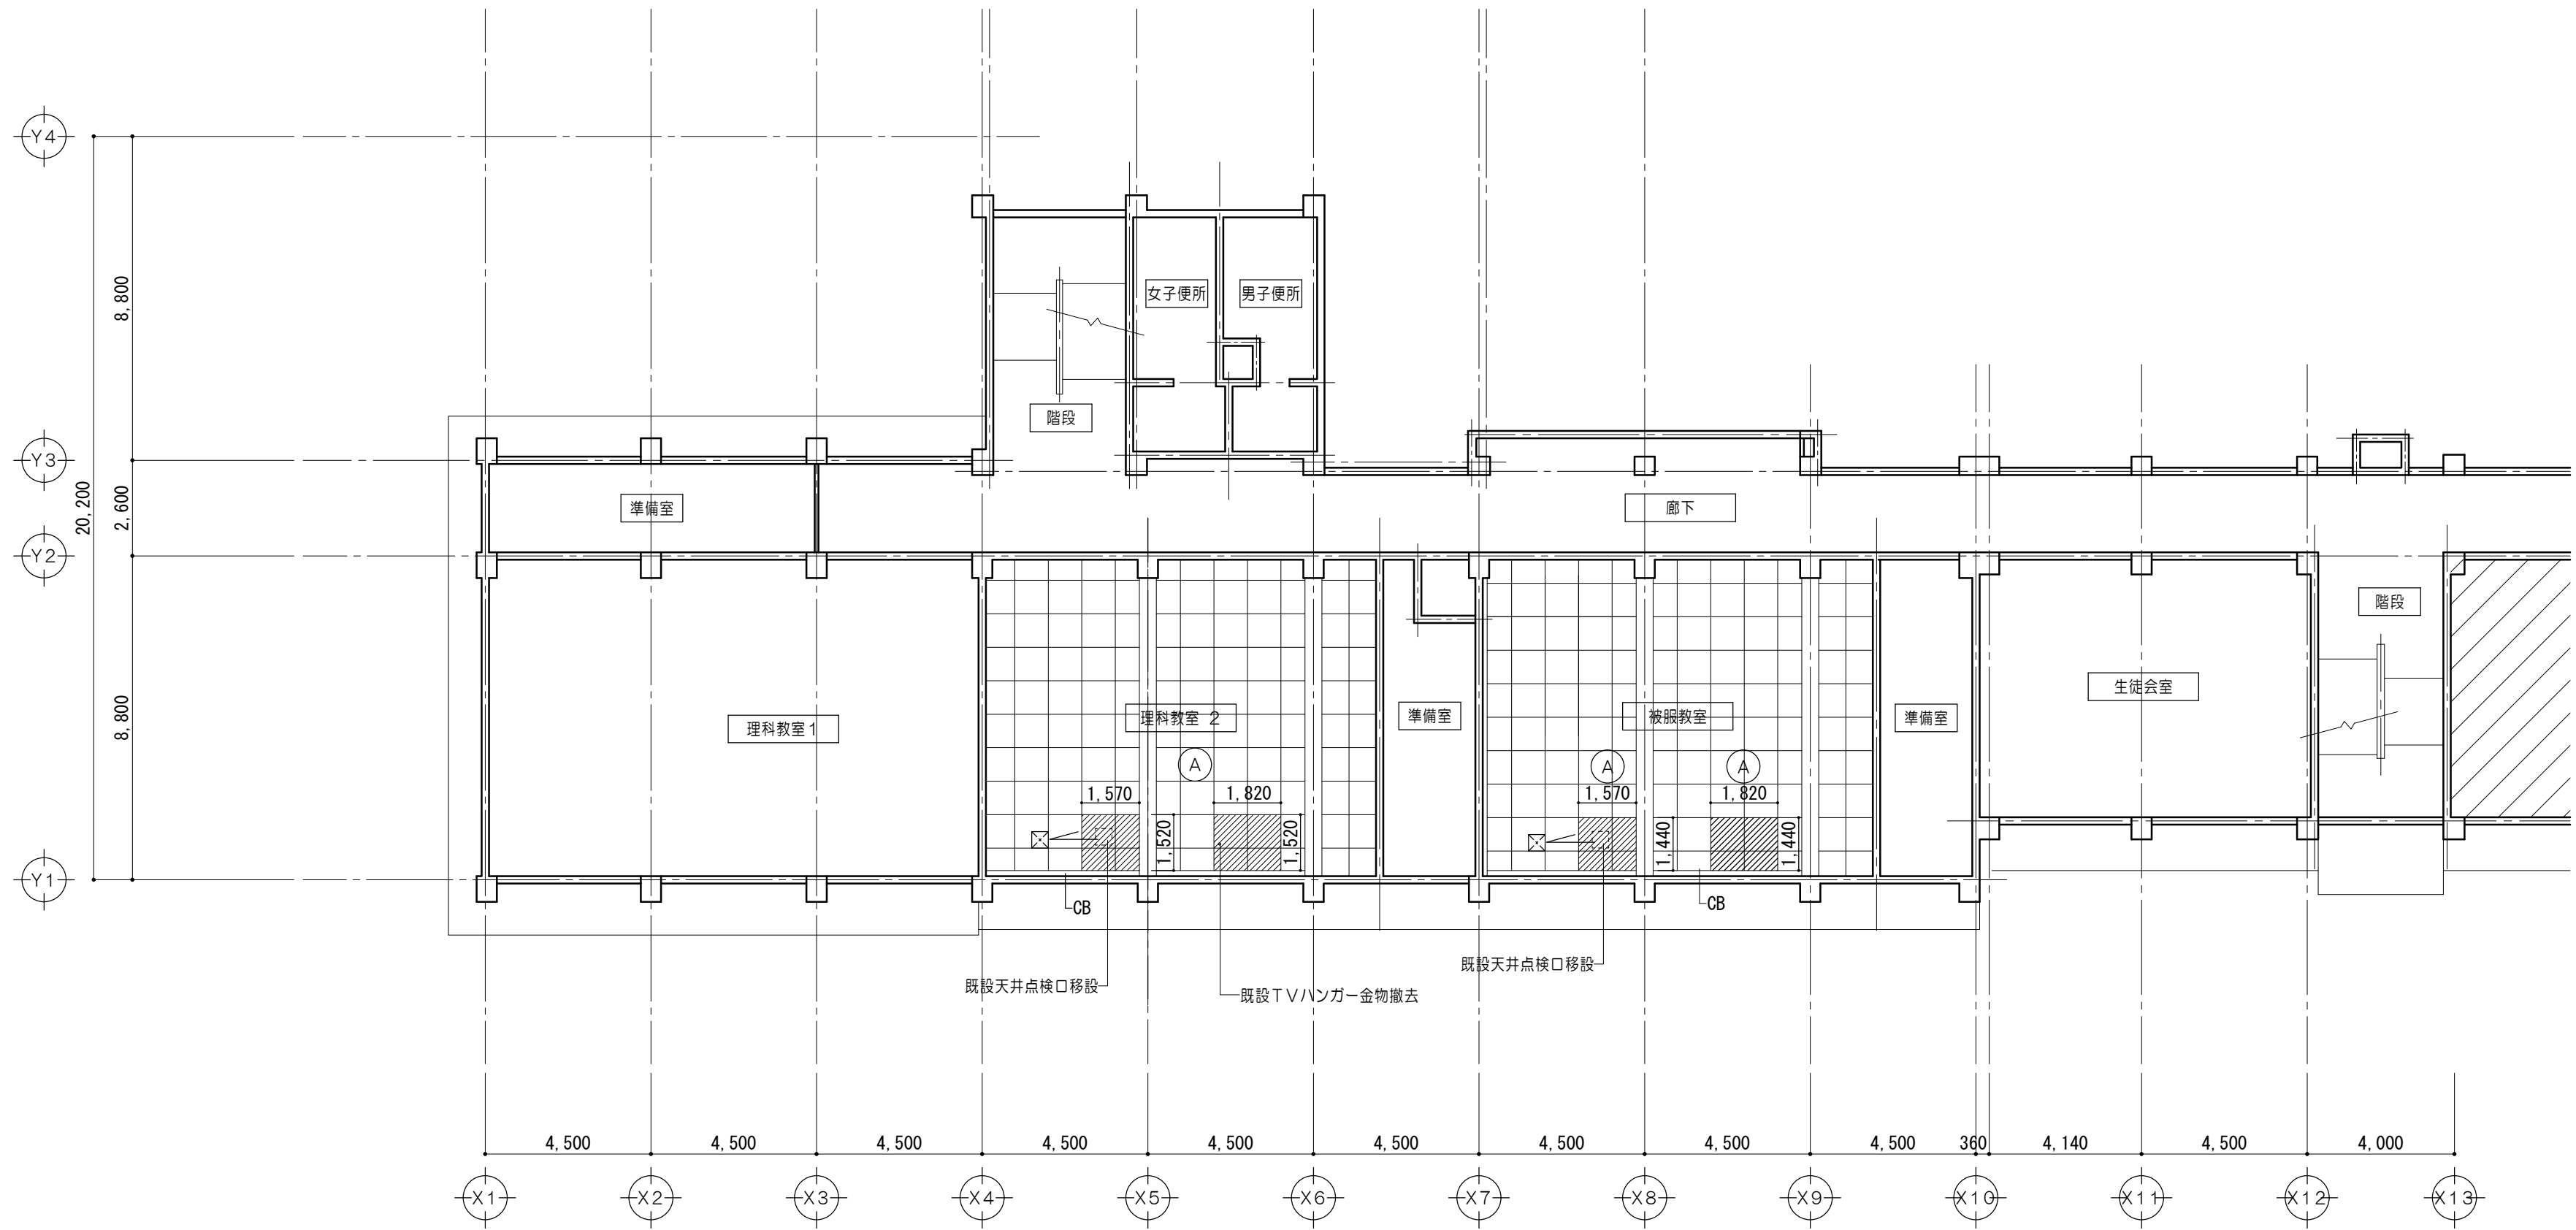 Y4
8,800
女子便所
男子便所
階段
Y3
20,200
2,600
準備室
廊下
Y2
階段
8,800
理科教室1
理科教室 2
準備室
被服教室
準備室
生徒会室
A
A
A
1,570
1,820
1,570
1,820
1,520
1,520
1,440
1,440
Y1
CB
CB
既設天井点検口移設
既設TVハンガー金物撤去
既設天井点検口移設
4,500
4,500
4,500
4,500
4,500
4,500
4,500
4,500
4,500
360
4,140
4,500
4,000
X1
X2
X3
X4
X5
X6
X7
X8
X9
X10
X11
X12
X13